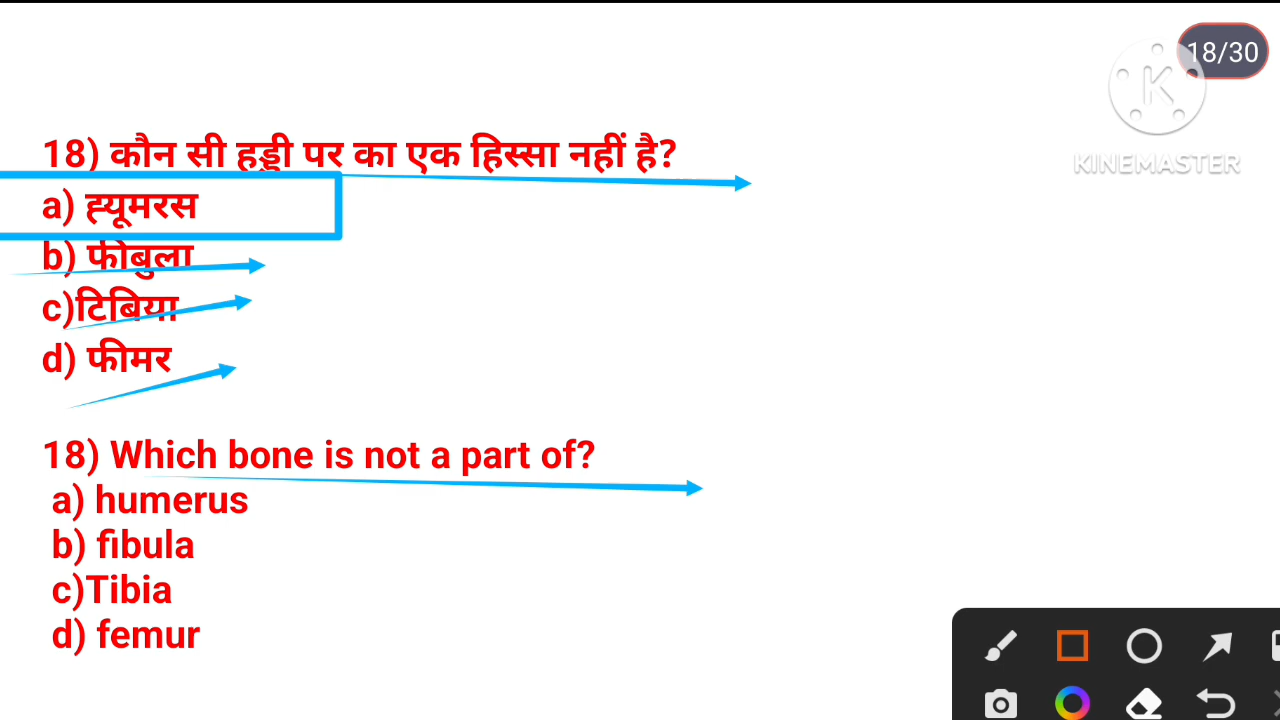 18/30
KINEMASTER
18) कौन सी हड्डी पर का एक हिस्सा नहीं है?
a) ह्यूमरस
b) फीबुला
c)टिबिया
d) फीमर
18) Which bone is not a part of?
a) humerus
b) fibula
c)Tibia
d) femur